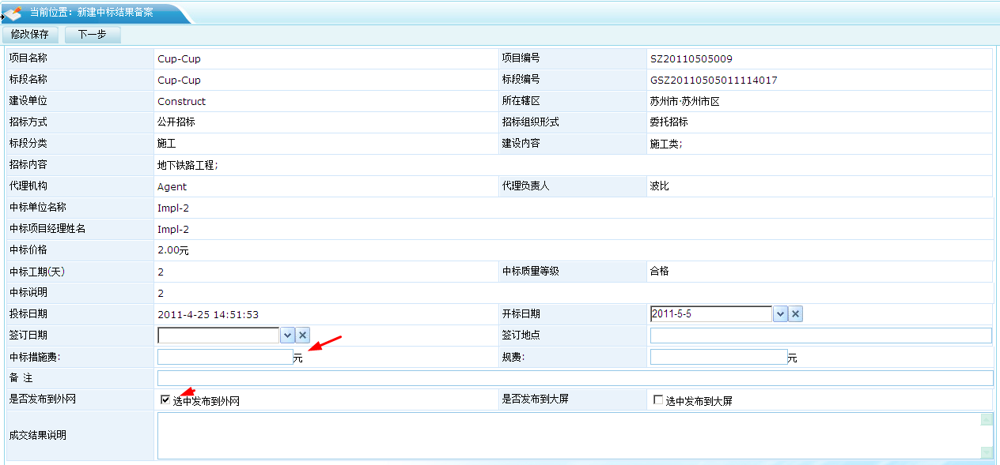 当前位置：新建中标结果备案
修改保存 下一步
项目名称 Cup-Cup 项目编号 SZ20110505009
标段名称 Cup-Cup 标段编号 GSZ20110505011114017
建设单位 Construct 所在辖区 苏州市·苏州市区
招标方式 公开招标 招标组织形式 委托招标
标段分类 施工 建设内容 施工类;
招标内容 地下铁路工程;
代理机构 Agent 代理负责人 波比
中标单位名称 Impl-2
中标项目经理姓名 Impl-2
中标价格 2.00元
中标工期(天) 2 中标质量等级 合格
中标说明 2
投标日期 2011-4-25 14:51:53 开标日期 2011-5-5
签订日期 签订地点
中标措施费： 元 规费： 元
备 注
是否发布到外网 选中发布到外网 是否发布到大屏 选中发布到大屏
成交结果说明